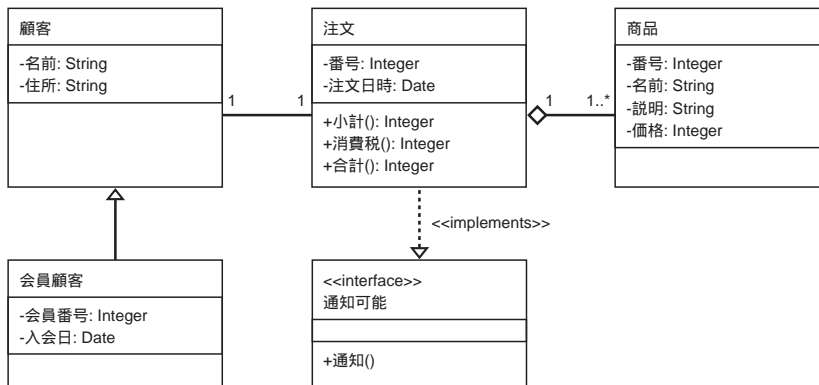 顧客
-名前: String
-住所: String
1
1
注文
-番号: Integer
-注文日時: Date
+小計(): Integer
+消費税(): Integer
+合計(): Integer
1
1..*
商品
-番号: Integer
-名前: String
-説明: String
-価格: Integer
<<implements>>
会員顧客
-会員番号: Integer
-入会日: Date
<<interface>>
通知可能
+通知()